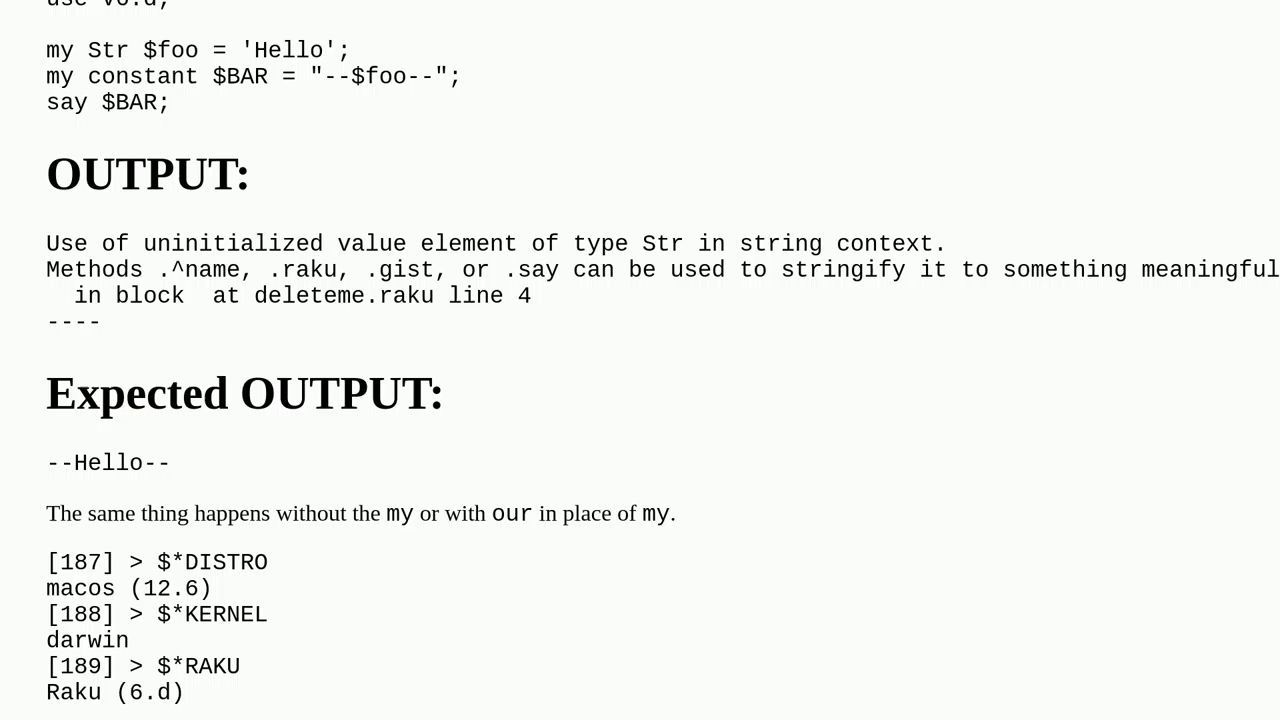 use v6.d;
my Str $foo = 'Hello';
my constant $BAR = "--$foo--";
say $BAR;
OUTPUT:
Use of uninitialized value element of type Str in string context.
Methods .^name, .raku, .gist, or .say can be used to stringify it to something meaningful
  in block  at deleteme.raku line 4
----
Expected OUTPUT:
--Hello--
The same thing happens without the my or with our in place of my.
[187] > $*DISTRO
macos (12.6)
[188] > $*KERNEL
darwin
[189] > $*RAKU
Raku (6.d)